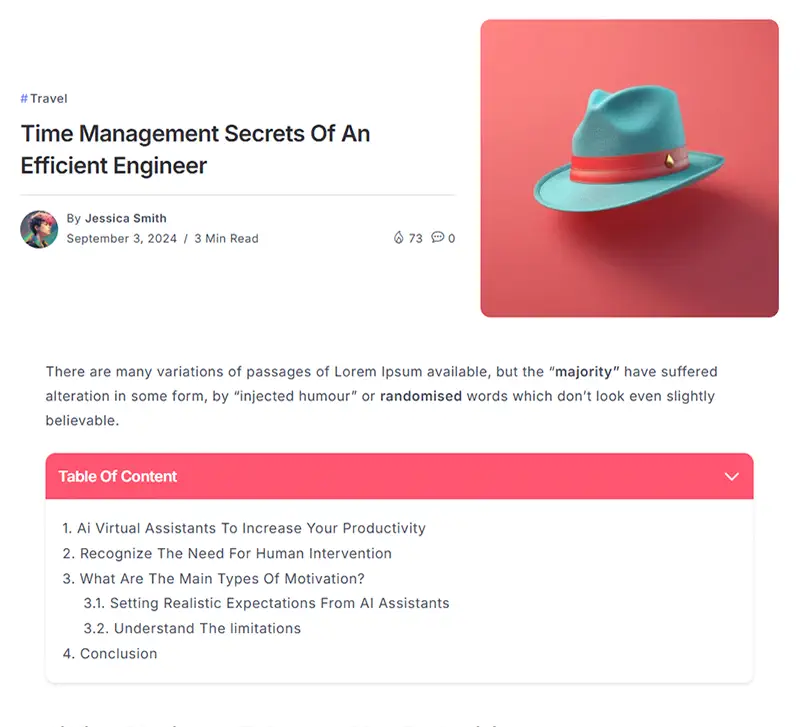 #Travel
Time Management Secrets Of An
Efficient Engineer
By Jessica Smith
September 3, 2024 / 3 Min Read
73 0
There are many variations of passages of Lorem Ipsum available, but the “majority” have suffered
alteration in some form, by “injected humour” or randomised words which don’t look even slightly
believable.
Table Of Content
1. Ai Virtual Assistants To Increase Your Productivity
2. Recognize The Need For Human Intervention
3. What Are The Main Types Of Motivation?
3.1. Setting Realistic Expectations From AI Assistants
3.2. Understand The limitations
4. Conclusion